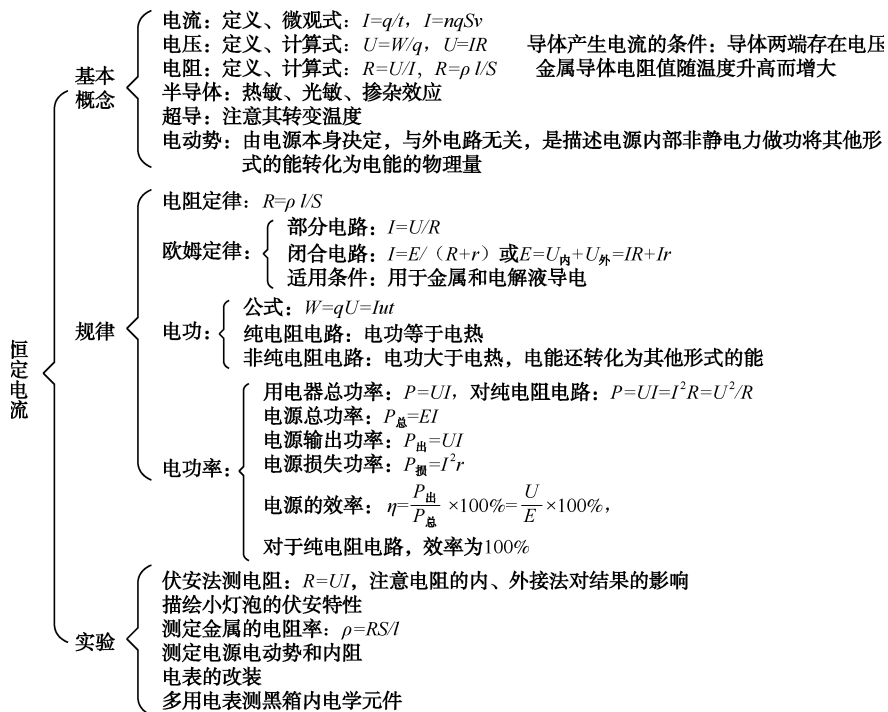 恒定电流
基本概念
电流：定义、微观式：I=q/t，I=nqSv
电压：定义、计算式：U=W/q，U=IR 导体产生电流的条件：导体两端存在电压
电阻：定义、计算式：R=U/I，R=ρ l/S 金属导体电阻值随温度升高而增大
半导体：热敏、光敏、掺杂效应
超导：注意其转变温度
电动势：由电源本身决定，与外电路无关，是描述电源内部非静电力做功将其他形
式的能转化为电能的物理量
规律
电阻定律：R=ρ l/S
欧姆定律：
部分电路：I=U/R
闭合电路：I=E/（R+r）或E=U内+U外=IR+Ir
适用条件：用于金属和电解液导电
电功：
公式：W=qU=Iut
纯电阻电路：电功等于电热
非纯电阻电路：电功大于电热，电能还转化为其他形式的能
电功率：
用电器总功率：P=UI，对纯电阻电路：P=UI=I²R=U²/R
电源总功率：P总=EI
电源输出功率：P出=UI
电源损失功率：P损=I²r
电源的效率：η=P出/P总 ×100%=U/E ×100%，
对于纯电阻电路，效率为100%
实验
伏安法测电阻：R=UI，注意电阻的内、外接法对结果的影响
描绘小灯泡的伏安特性
测定金属的电阻率：ρ=RS/l
测定电源电动势和内阻
电表的改装
多用电表测黑箱内电学元件